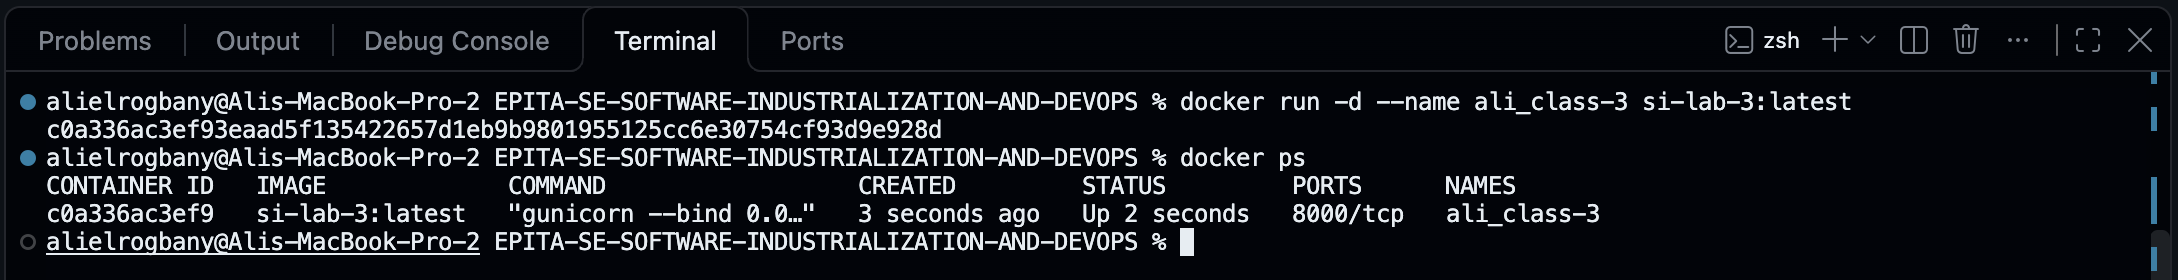 Problems Output Debug Console Terminal Ports zsh
alielrogbany@Alis-MacBook-Pro-2 EPITA-SE-SOFTWARE-INDUSTRIALIZATION-AND-DEVOPS % docker run -d --name ali_class-3 si-lab-3:latest
c0a336ac3ef93eaad5f135422657d1eb9b9801955125cc6e30754cf93d9e928d
alielrogbany@Alis-MacBook-Pro-2 EPITA-SE-SOFTWARE-INDUSTRIALIZATION-AND-DEVOPS % docker ps
CONTAINER ID   IMAGE             COMMAND                  CREATED         STATUS         PORTS      NAMES
c0a336ac3ef9   si-lab-3:latest   "gunicorn --bind 0.0…"   3 seconds ago   Up 2 seconds   8000/tcp   ali_class-3
alielrogbany@Alis-MacBook-Pro-2 EPITA-SE-SOFTWARE-INDUSTRIALIZATION-AND-DEVOPS %